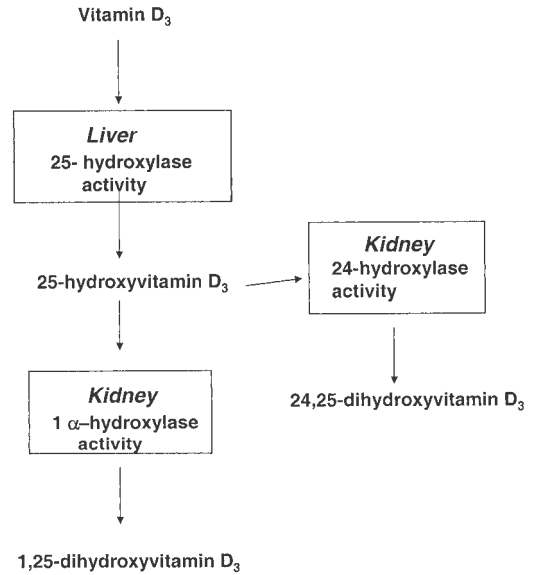 Vitamin D₃
Liver
25- hydroxylase
activity
25-hydroxyvitamin D₃
Kidney
24-hydroxylase
activity
24,25-dihydroxyvitamin D₃
Kidney
1 α–hydroxylase
activity
1,25-dihydroxyvitamin D₃